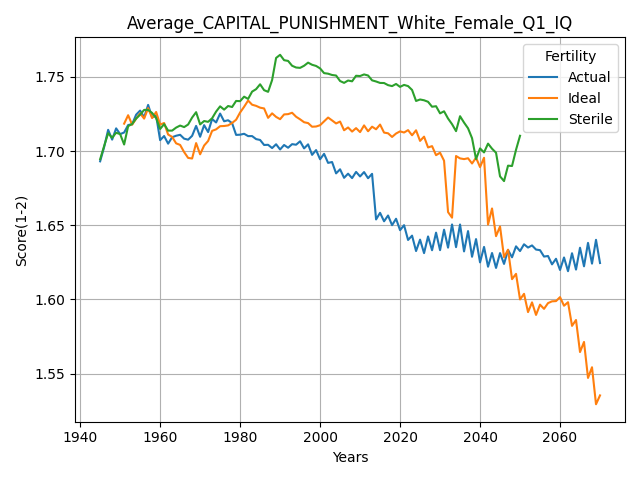 Average_CAPITAL_PUNISHMENT_White_Female_Q1_IQ
Fertility
Actual
Ideal
Sterile
Score(1-2)
1.75
1.70
1.65
1.60
1.55
1940
1960
1980
2000
2020
2040
2060
Years